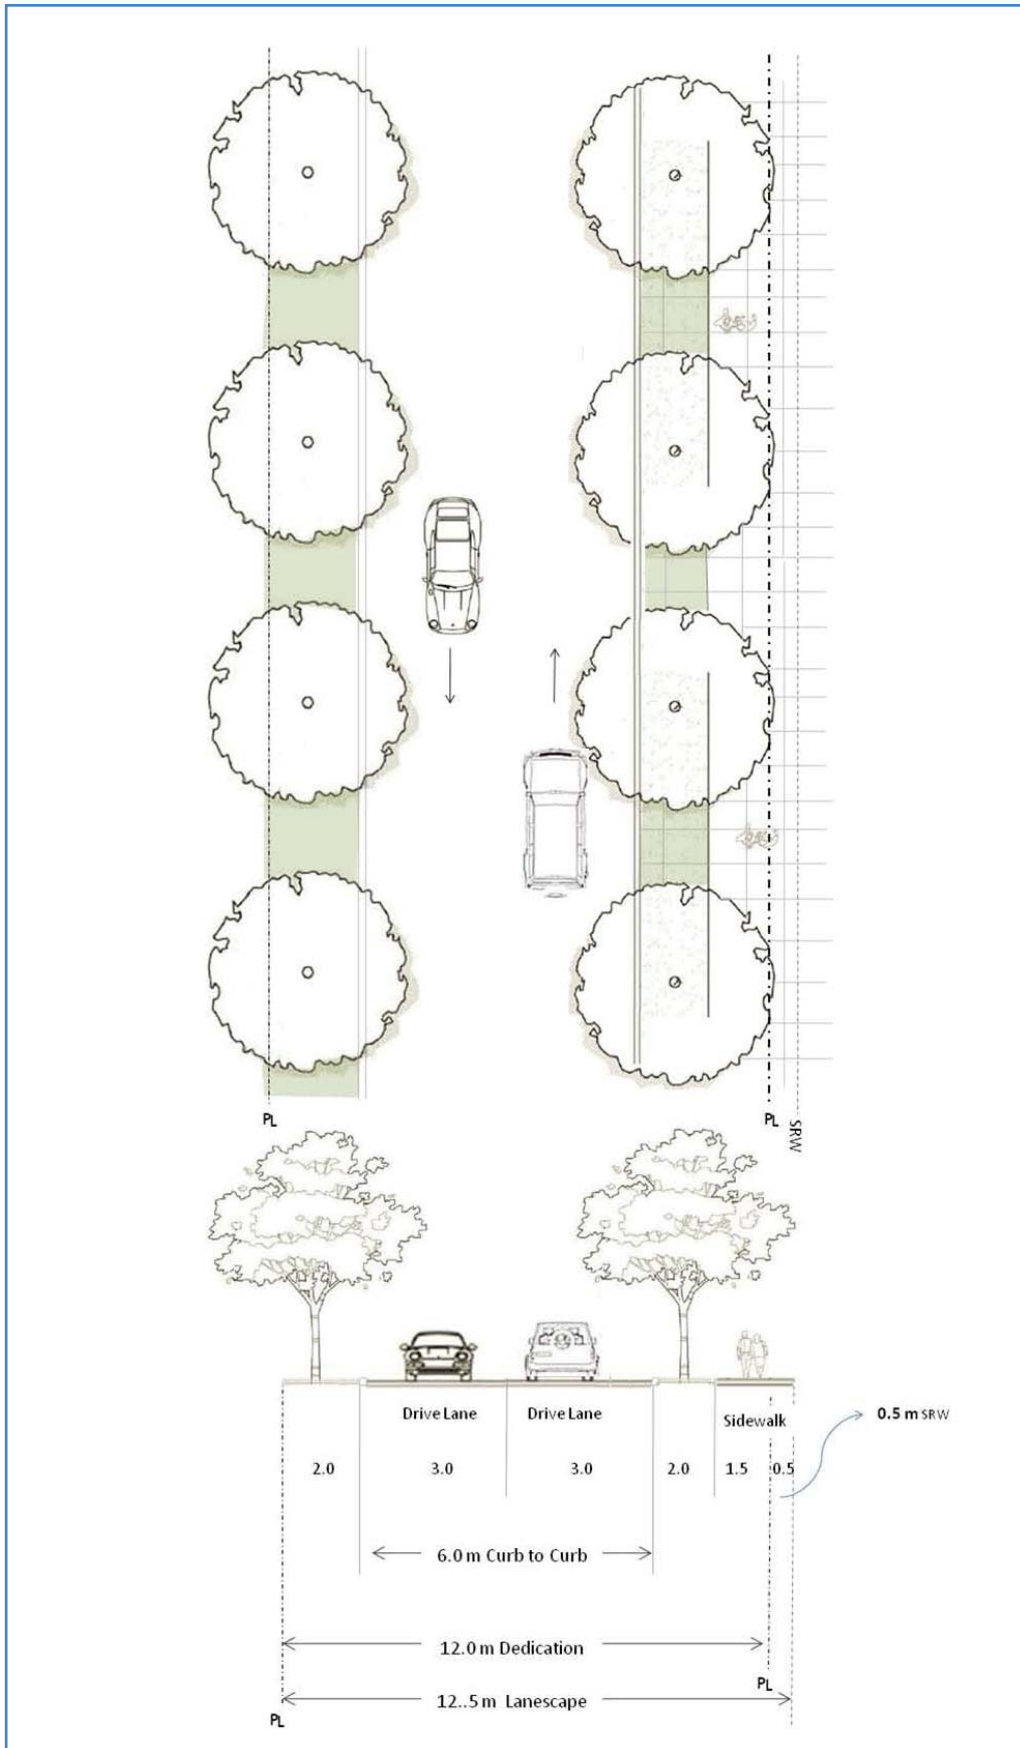 PL
PL
SRW
Drive Lane
Drive Lane
Sidewalk
0.5 m SRW
2.0
3.0
3.0
2.0
1.5
0.5
6.0 m Curb to Curb
12.0 m Dedication
PL
12..5 m Lanescape
PL